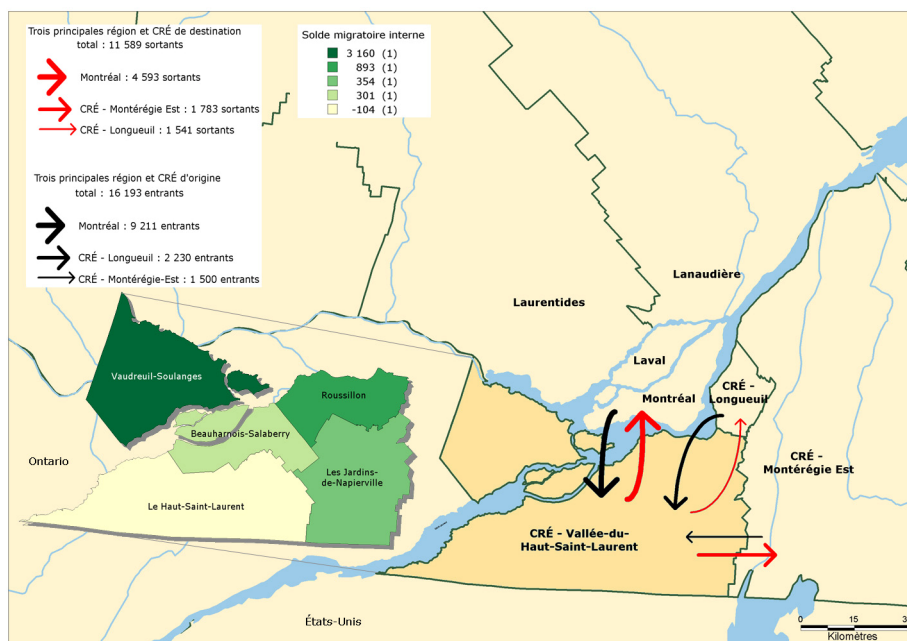 Trois principales région et CRÉ de destination
total : 11 589 sortants
Montréal : 4 593 sortants
CRÉ - Montérégie Est : 1 783 sortants
CRÉ - Longueuil : 1 541 sortants
Trois principales région et CRÉ d'origine
total : 16 193 entrants
Montréal : 9 211 entrants
CRÉ - Longueuil : 2 230 entrants
CRÉ - Montérégie-Est : 1 500 entrants
Solde migratoire interne
3 160 (1)
893 (1)
354 (1)
301 (1)
-104 (1)
Lanaudière
Laurentides
Laval
Montréal
CRÉ -
Longueuil
CRÉ -
Montérégie Est
Vaudreuil-Soulanges
Roussillon
Beauharnois-Salaberry
Les Jardins-
de-Napierville
Le Haut-Saint-Laurent
Ontario
CRÉ - Vallée-du-
Haut-Saint-Laurent
États-Unis
0 15 3
Kilomètres